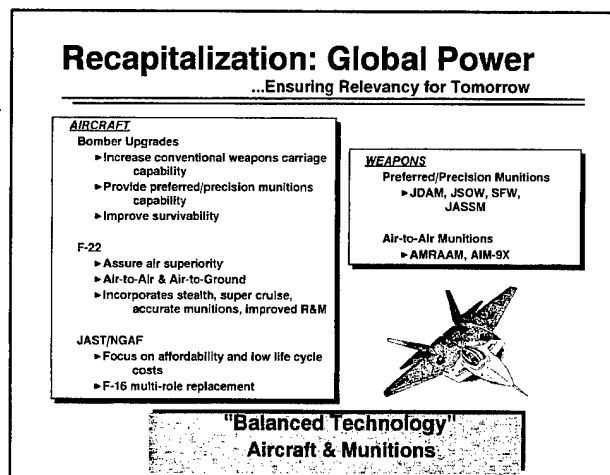 Recapitalization: Global Power
...Ensuring Relevancy for Tomorrow
AIRCRAFT
Bomber Upgrades
►Increase conventional weapons carriage
capability
►Provide preferred/precision munitions
capability
►Improve survivability
F-22
►Assure air superiority
►Air-to-Air & Air-to-Ground
►Incorporates stealth, super cruise,
accurate munitions, improved R&M
JAST/NGAF
►Focus on affordability and low life cycle
costs
►F-16 multi-role replacement
WEAPONS
Preferred/Precision Munitions
►JDAM, JSOW, SFW,
JASSM
Air-to-Air Munitions
►AMRAAM, AIM-9X
"Balanced Technology"
Aircraft & Munitions